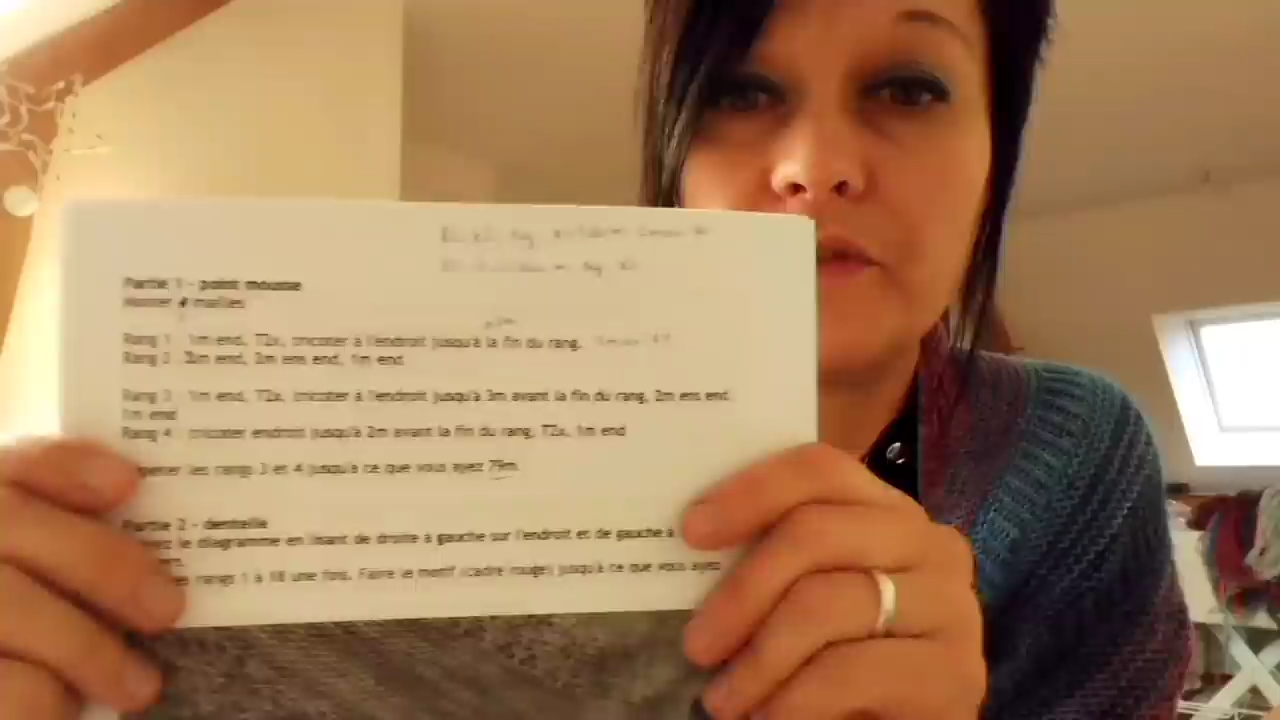 Partie 1 - point mousse
Monter 4 mailles
Rang 1 : 1m end, T2x, tricoter à l'endroit jusqu'à la fin du rang.
Rang 2 : 2m end, 2m ens end, 1m end
Rang 3 : 1m end, T2x, tricoter à l'endroit jusqu'à 3m avant la fin du rang, 2m ens end,
1m end
Rang 4 : tricoter endroit jusqu'à 2m avant la fin du rang, T2x, 1m end
les rangs 3 et 4 jusqu'à ce que vous ayez 79m.
Partie 2 - dentelle
le diagramme en lisant de droite à gauche sur l'endroit et de gauche à
rangs 1 à 18 une fois. Faire le motif (cadre rouge) jusqu'à ce que vous ayez